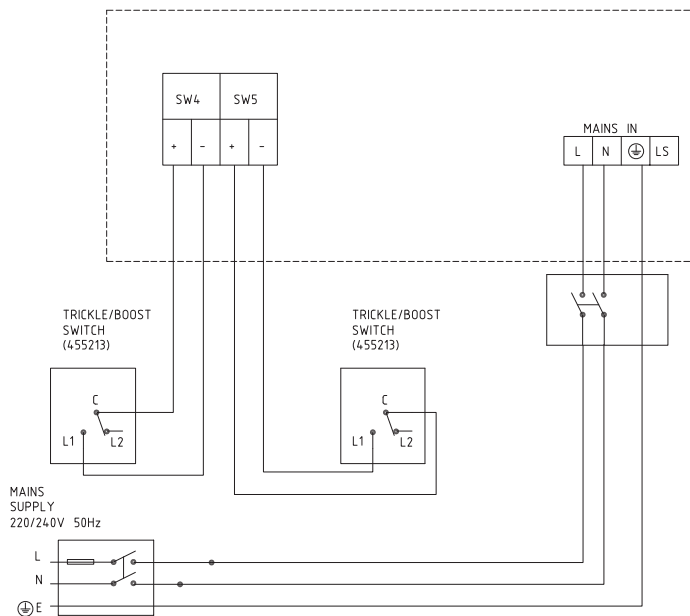 SW4 SW5
+ - + -
MAINS IN
L N LS
TRICKLE/BOOST
SWITCH
(455213)
C
L1 L2
TRICKLE/BOOST
SWITCH
(455213)
C
L1 L2
MAINS
SUPPLY
220/240V 50Hz
L
N
E